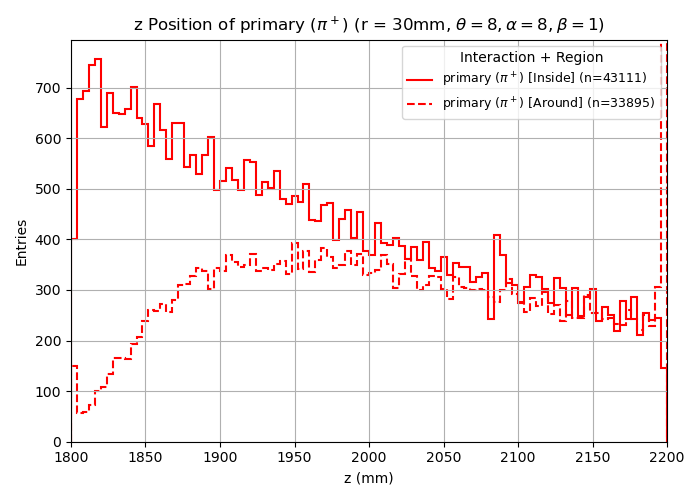 z Position of primary (π⁺) (r = 30mm, θ = 8, α = 8, β = 1)
Interaction + Region
primary (π⁺) [Inside] (n=43111)
primary (π⁺) [Around] (n=33895)
Entries
700
600
500
400
300
200
100
0
1800 1850 1900 1950 2000 2050 2100 2150 2200
z (mm)